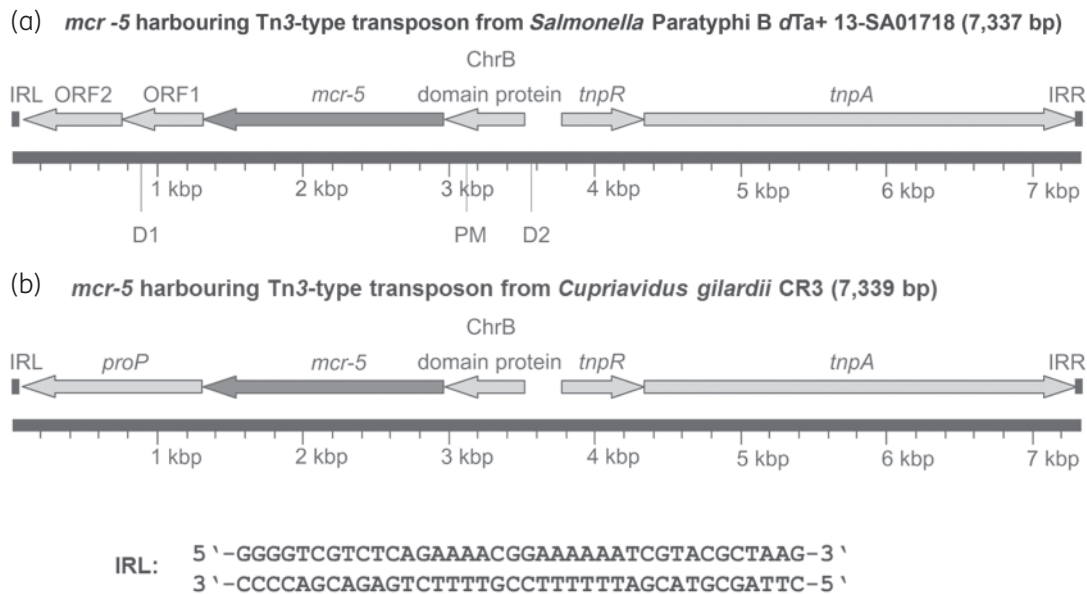 (a) mcr -5 harbouring Tn3-type transposon from Salmonella Paratyphi B dTa+ 13-SA01718 (7,337 bp)
ChrB
IRL ORF2 ORF1 mcr-5 domain protein tnpR tnpA IRR
1 kbp 2 kbp 3 kbp 4 kbp 5 kbp 6 kbp 7 kbp
D1 PM D2
(b) mcr-5 harbouring Tn3-type transposon from Cupriavidus gilardii CR3 (7,339 bp)
ChrB
IRL proP mcr-5 domain protein tnpR tnpA IRR
1 kbp 2 kbp 3 kbp 4 kbp 5 kbp 6 kbp 7 kbp
5‵-GGGGTCGTCTCAGAAAACGGAAAAAATCGTACGCTAAG-3‵
IRL:
3‵-CCCCAGCAGAGTCTTTTGCCTTTTTTAGCATGCGATTC-5‵